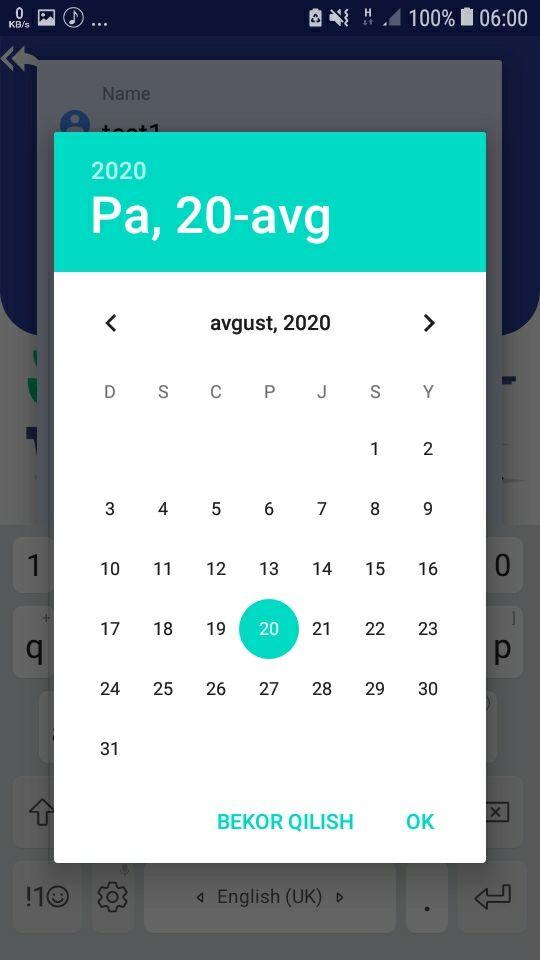 0
KB/s
... 100% 06:00
Name
2020
Pa, 20-avg
avgust, 2020
D S C P J S Y
1 2
3 4 5 6 7 8 9
10 11 12 13 14 15 16
17 18 19 20 21 22 23
24 25 26 27 28 29 30
31
BEKOR QILISH OK
1 0
q p
!1 English (UK) .